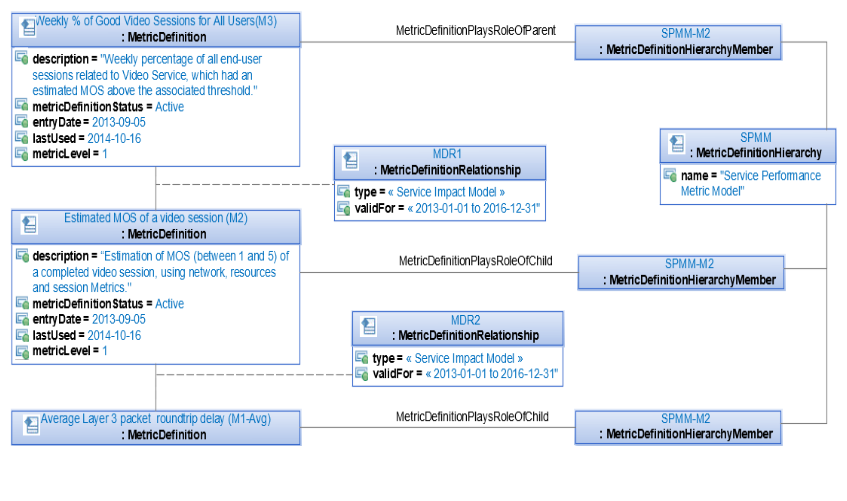 Weekly % of Good Video Sessions for All Users(M3)
: MetricDefinition
description = "Weekly percentage of all end-user
sessions related to Video Service, which had an
estimated MOS above the associated threshold."
metricDefinitionStatus = Active
entryDate = 2013-09-05
lastUsed = 2014-10-16
metricLevel = 1
MetricDefinitionPlaysRoleOfParent
SPMM-M2
: MetricDefinitionHierarchyMember
SPMM
: MetricDefinitionHierarchy
name = "Service Performance
Metric Model"
MDR1
: MetricDefinitionRelationship
type = « Service Impact Model »
validFor = « 2013-01-01 to 2016-12-31"
Estimated MOS of a video session (M2)
: MetricDefinition
description = “Estimation of MOS (between 1 and 5) of
a completed video session, using network, resources
and session Metrics."
metricDefinitionStatus = Active
entryDate = 2013-09-05
lastUsed = 2014-10-16
metricLevel = 1
MetricDefinitionPlaysRoleOfChild
SPMM-M2
: MetricDefinitionHierarchyMember
MDR2
: MetricDefinitionRelationship
type = « Service Impact Model »
validFor = « 2013-01-01 to 2016-12-31"
Average Layer 3 packet roundtrip delay (M1-Avg)
: MetricDefinition
MetricDefinitionPlaysRoleOfChild
SPMM-M2
: MetricDefinitionHierarchyMember